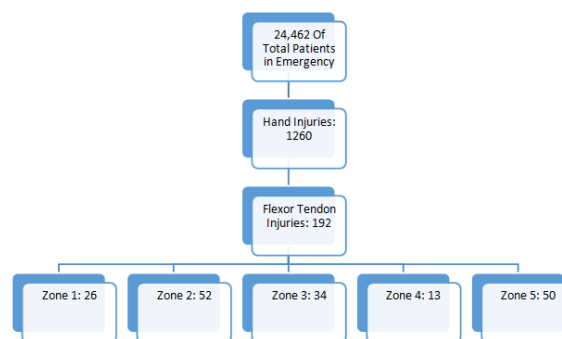 24,462 Of
Total Patients
in Emergency
Hand Injuries:
1260
Flexor Tendon
Injuries: 192
Zone 1: 26
Zone 2: 52
Zone 3: 34
Zone 4: 13
Zone 5: 50